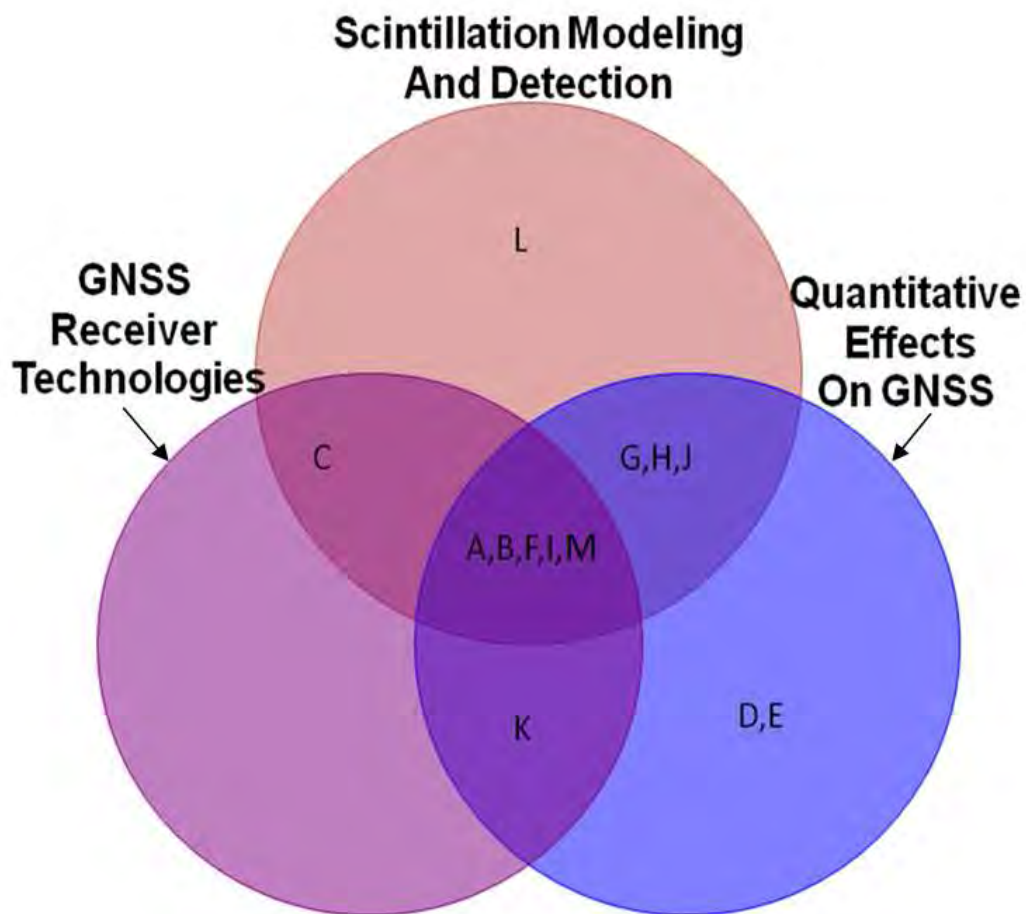 Scintillation Modeling
And Detection
L
GNSS
Receiver
Technologies
Quantitative
Effects
On GNSS
C
G,H,J
A,B,F,I,M
K
D,E